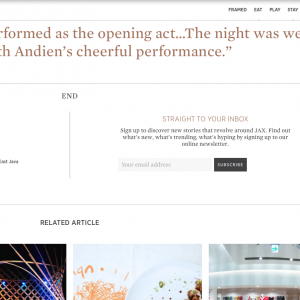 FRAMED EAT PLAY STAY
rformed as the opening act...The night was we
th Andien's cheerful performance.”
END
STRAIGHT TO YOUR INBOX
Sign up to discover new stories that revolve around JAX. Find out
what's new, what's trending, what's hyping by signing up to our
online newsletter.
East Java
Your email address
SUBSCRIBE
RELATED ARTICLE